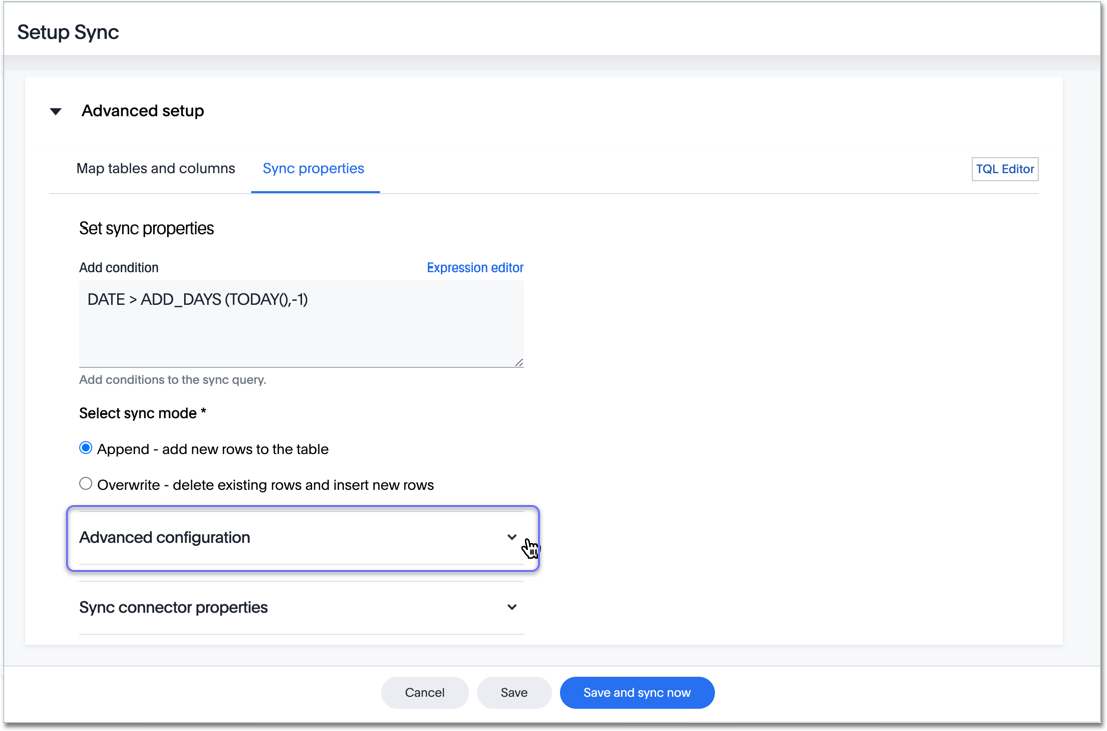 Setup Sync
Advanced setup
Map tables and columns
Sync properties
TQL Editor
Set sync properties
Add condition
Expression editor
DATE > ADD_DAYS (TODAY(),-1)
Add conditions to the sync query.
Select sync mode *
Append - add new rows to the table
Overwrite - delete existing rows and insert new rows
Advanced configuration
Sync connector properties
Cancel
Save
Save and sync now